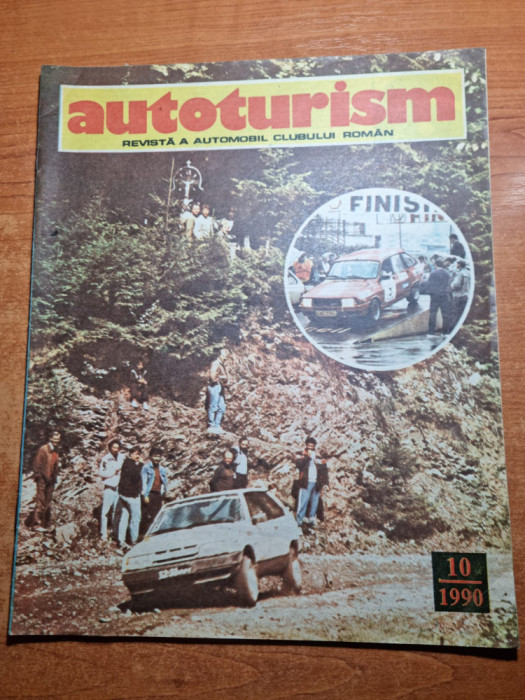 autoturism
REVISTĂ A AUTOMOBIL CLUBULUI ROMÂN
FINIS
10
1990